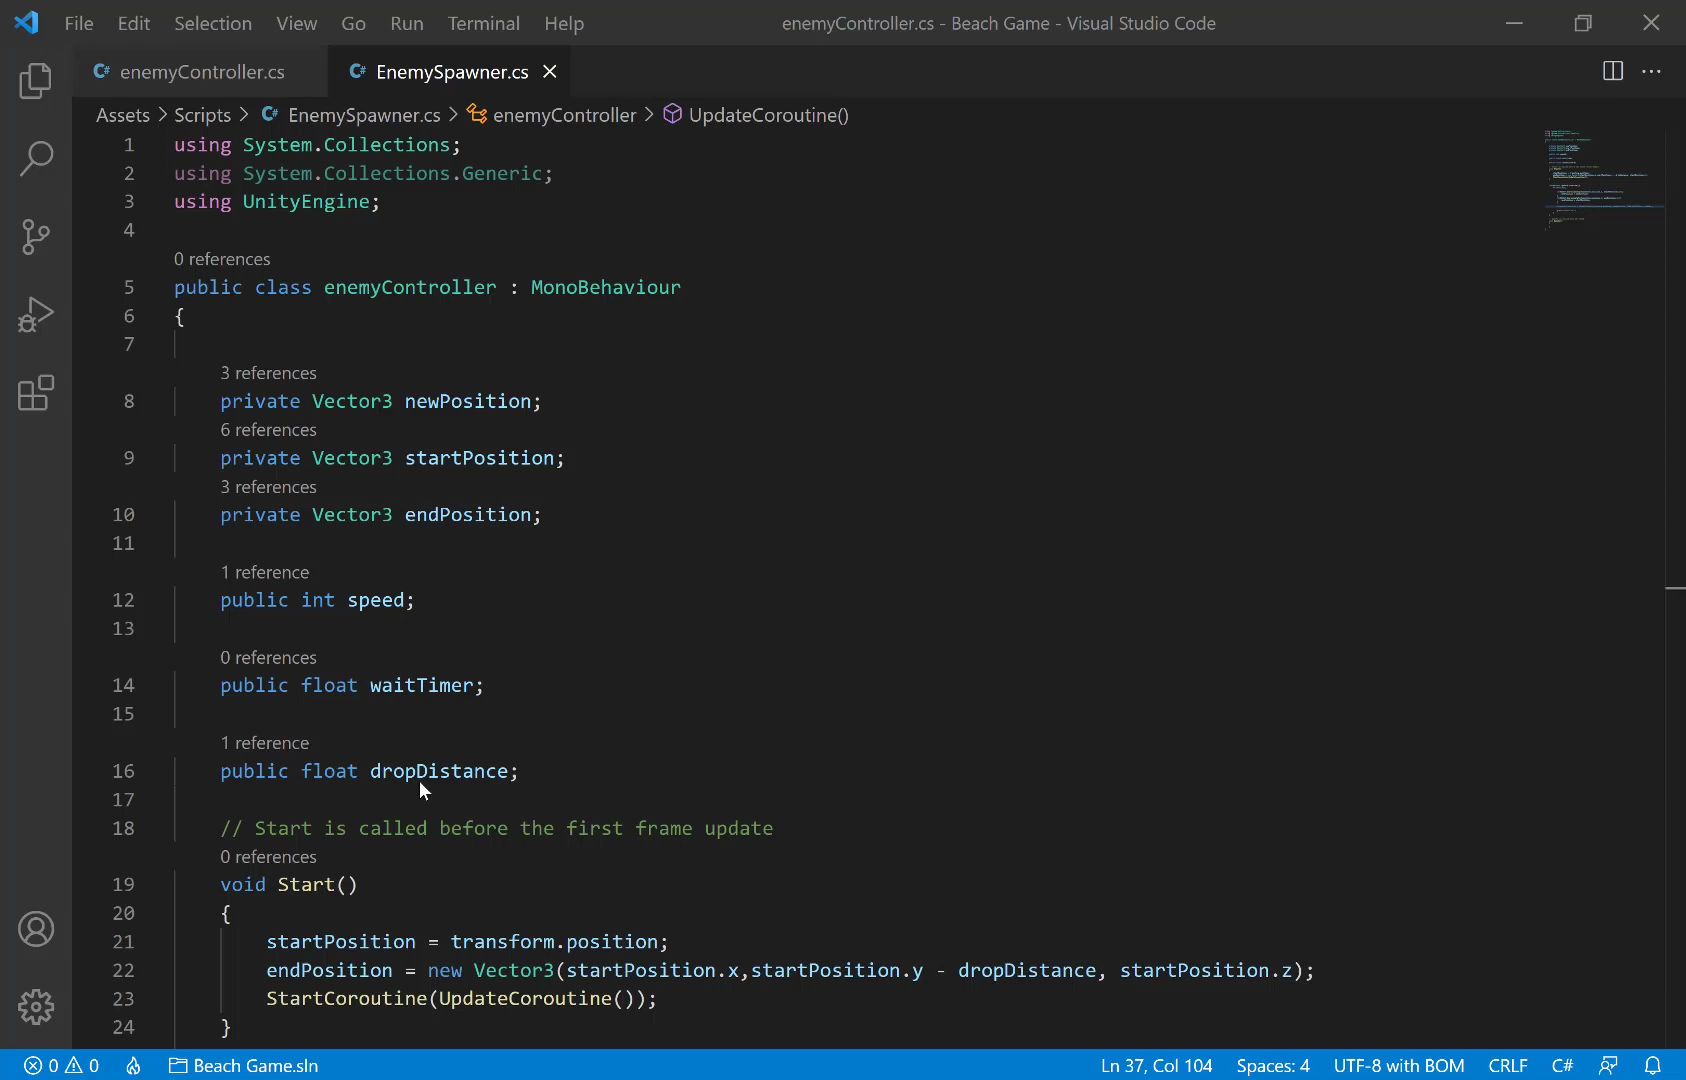 File Edit Selection View Go Run Terminal Help enemyController.cs - Beach Game - Visual Studio Code
C# enemyController.cs C# EnemySpawner.cs
Assets > Scripts > C# EnemySpawner.cs > enemyController > UpdateCoroutine()
1 using System.Collections;
2 using System.Collections.Generic;
3 using UnityEngine;
4
0 references
5 public class enemyController : MonoBehaviour
6 {
7
3 references
8 private Vector3 newPosition;
6 references
9 private Vector3 startPosition;
3 references
10 private Vector3 endPosition;
11
1 reference
12 public int speed;
13
0 references
14 public float waitTimer;
15
1 reference
16 public float dropDistance;
17
18 // Start is called before the first frame update
0 references
19 void Start()
20 {
21 startPosition = transform.position;
22 endPosition = new Vector3(startPosition.x,startPosition.y - dropDistance, startPosition.z);
23 StartCoroutine(UpdateCoroutine());
24 }
0 0 Beach Game.sln Ln 37, Col 104 Spaces: 4 UTF-8 with BOM CRLF C#